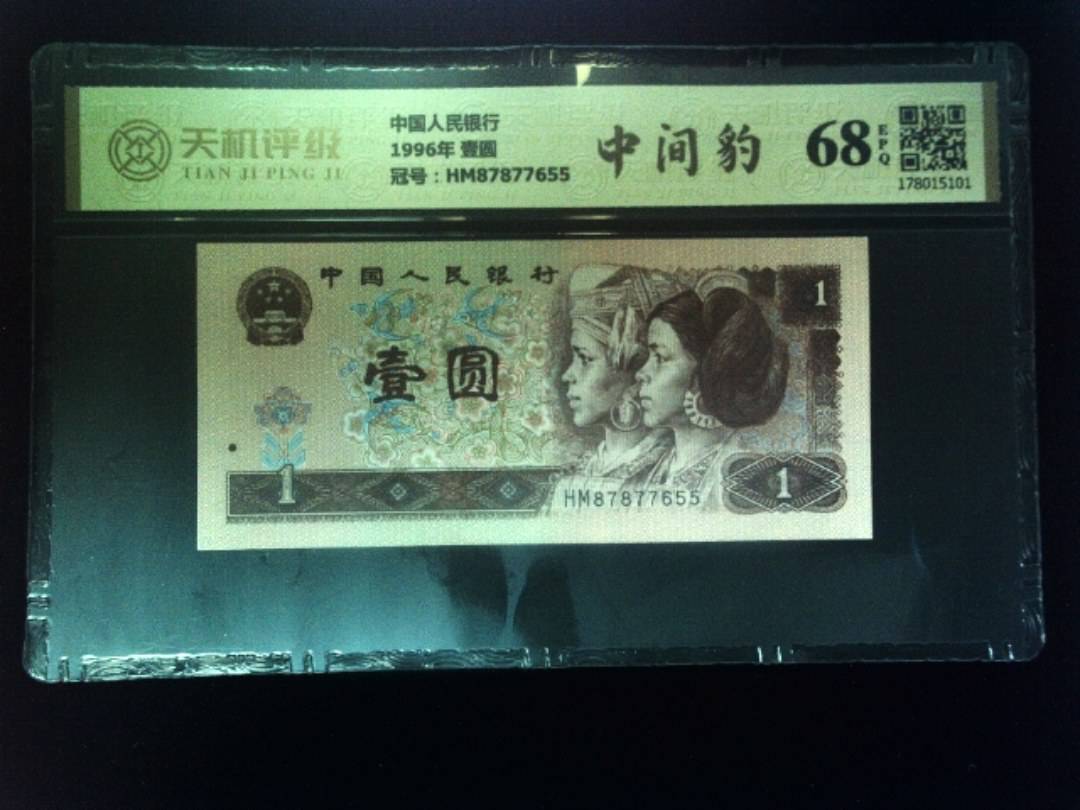 天机评级
TIAN JI PING JI
中国人民银行
1996年 壹圆
冠号：HM87877655
中间豹
68
EPQ
178015101
中国人民银行
壹圆
1
1
1
HM87877655